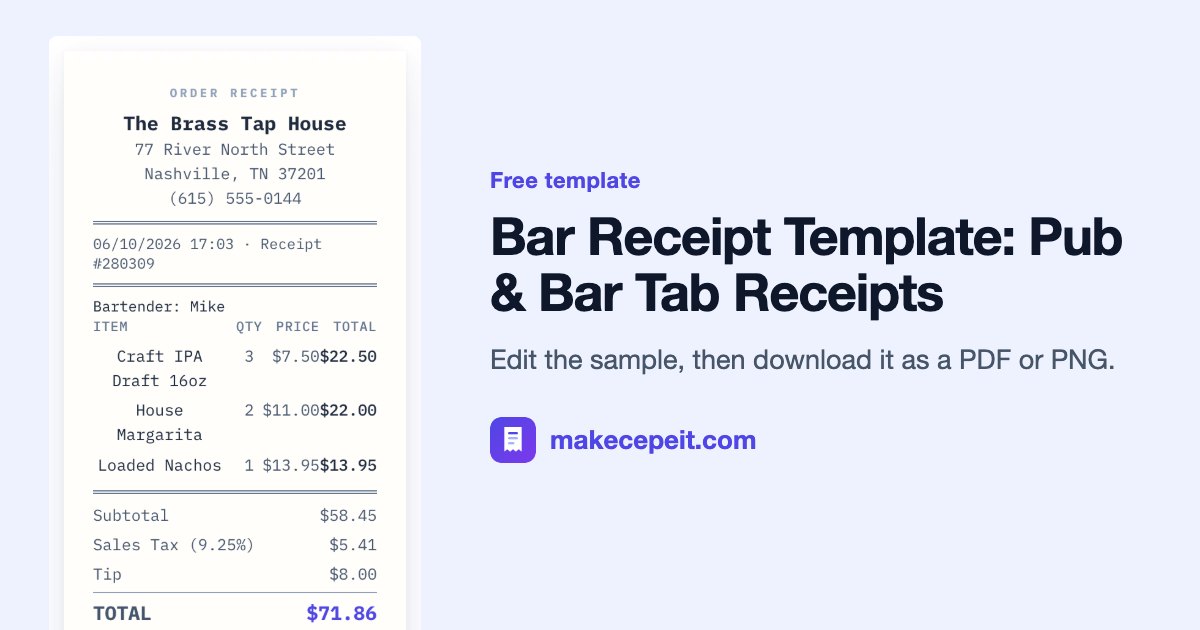 ORDER RECEIPT
The Brass Tap House
77 River North Street
Nashville, TN 37201
(615) 555-0144
06/10/2026 17:03 · Receipt
#280309
Bartender: Mike
ITEM QTY PRICE TOTAL
Craft IPA 3 $7.50 $22.50
Draft 16oz
House 2 $11.00 $22.00
Margarita
Loaded Nachos 1 $13.95 $13.95
Subtotal $58.45
Sales Tax (9.25%) $5.41
Tip $8.00
TOTAL $71.86
Free template
Bar Receipt Template: Pub
& Bar Tab Receipts
Edit the sample, then download it as a PDF or PNG.
makecepeit.com